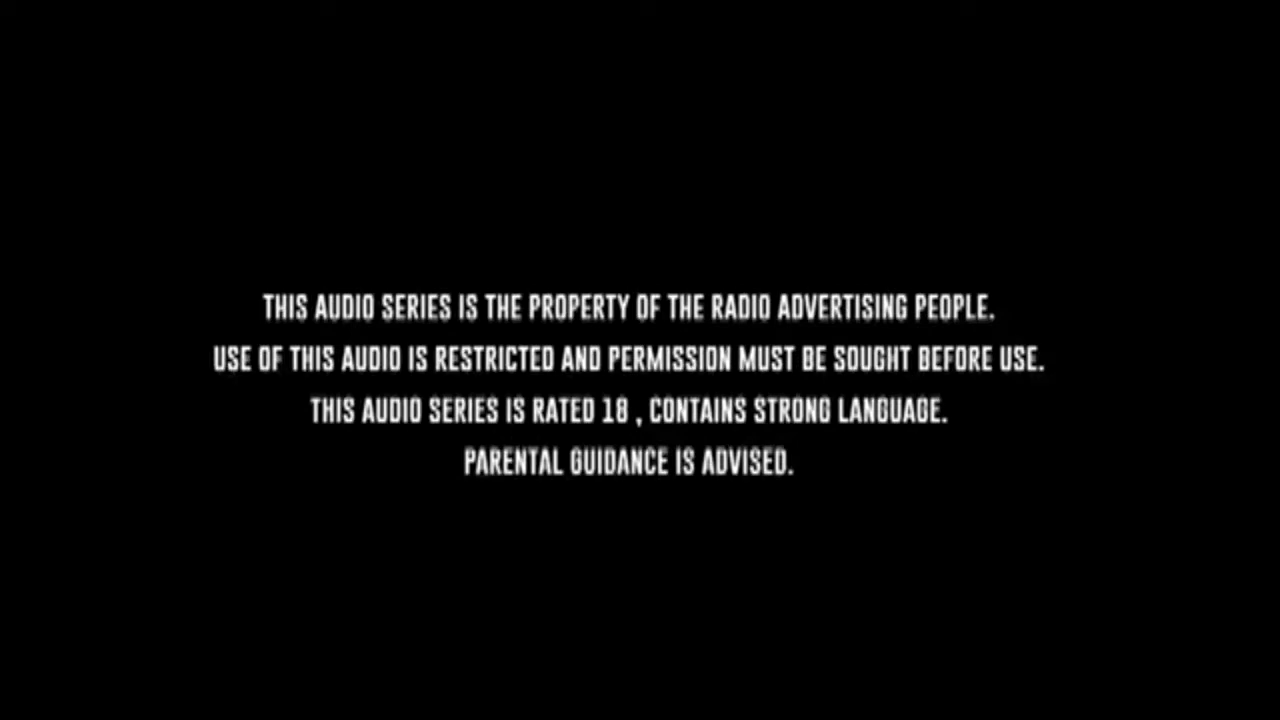 THIS AUDIO SERIES IS THE PROPERTY OF THE RADIO ADVERTISING PEOPLE.
USE OF THIS AUDIO IS RESTRICTED AND PERMISSION MUST BE SOUGHT BEFORE USE.
THIS AUDIO SERIES IS RATED 18 , CONTAINS STRONG LANGUAGE.
PARENTAL GUIDANCE IS ADVISED.